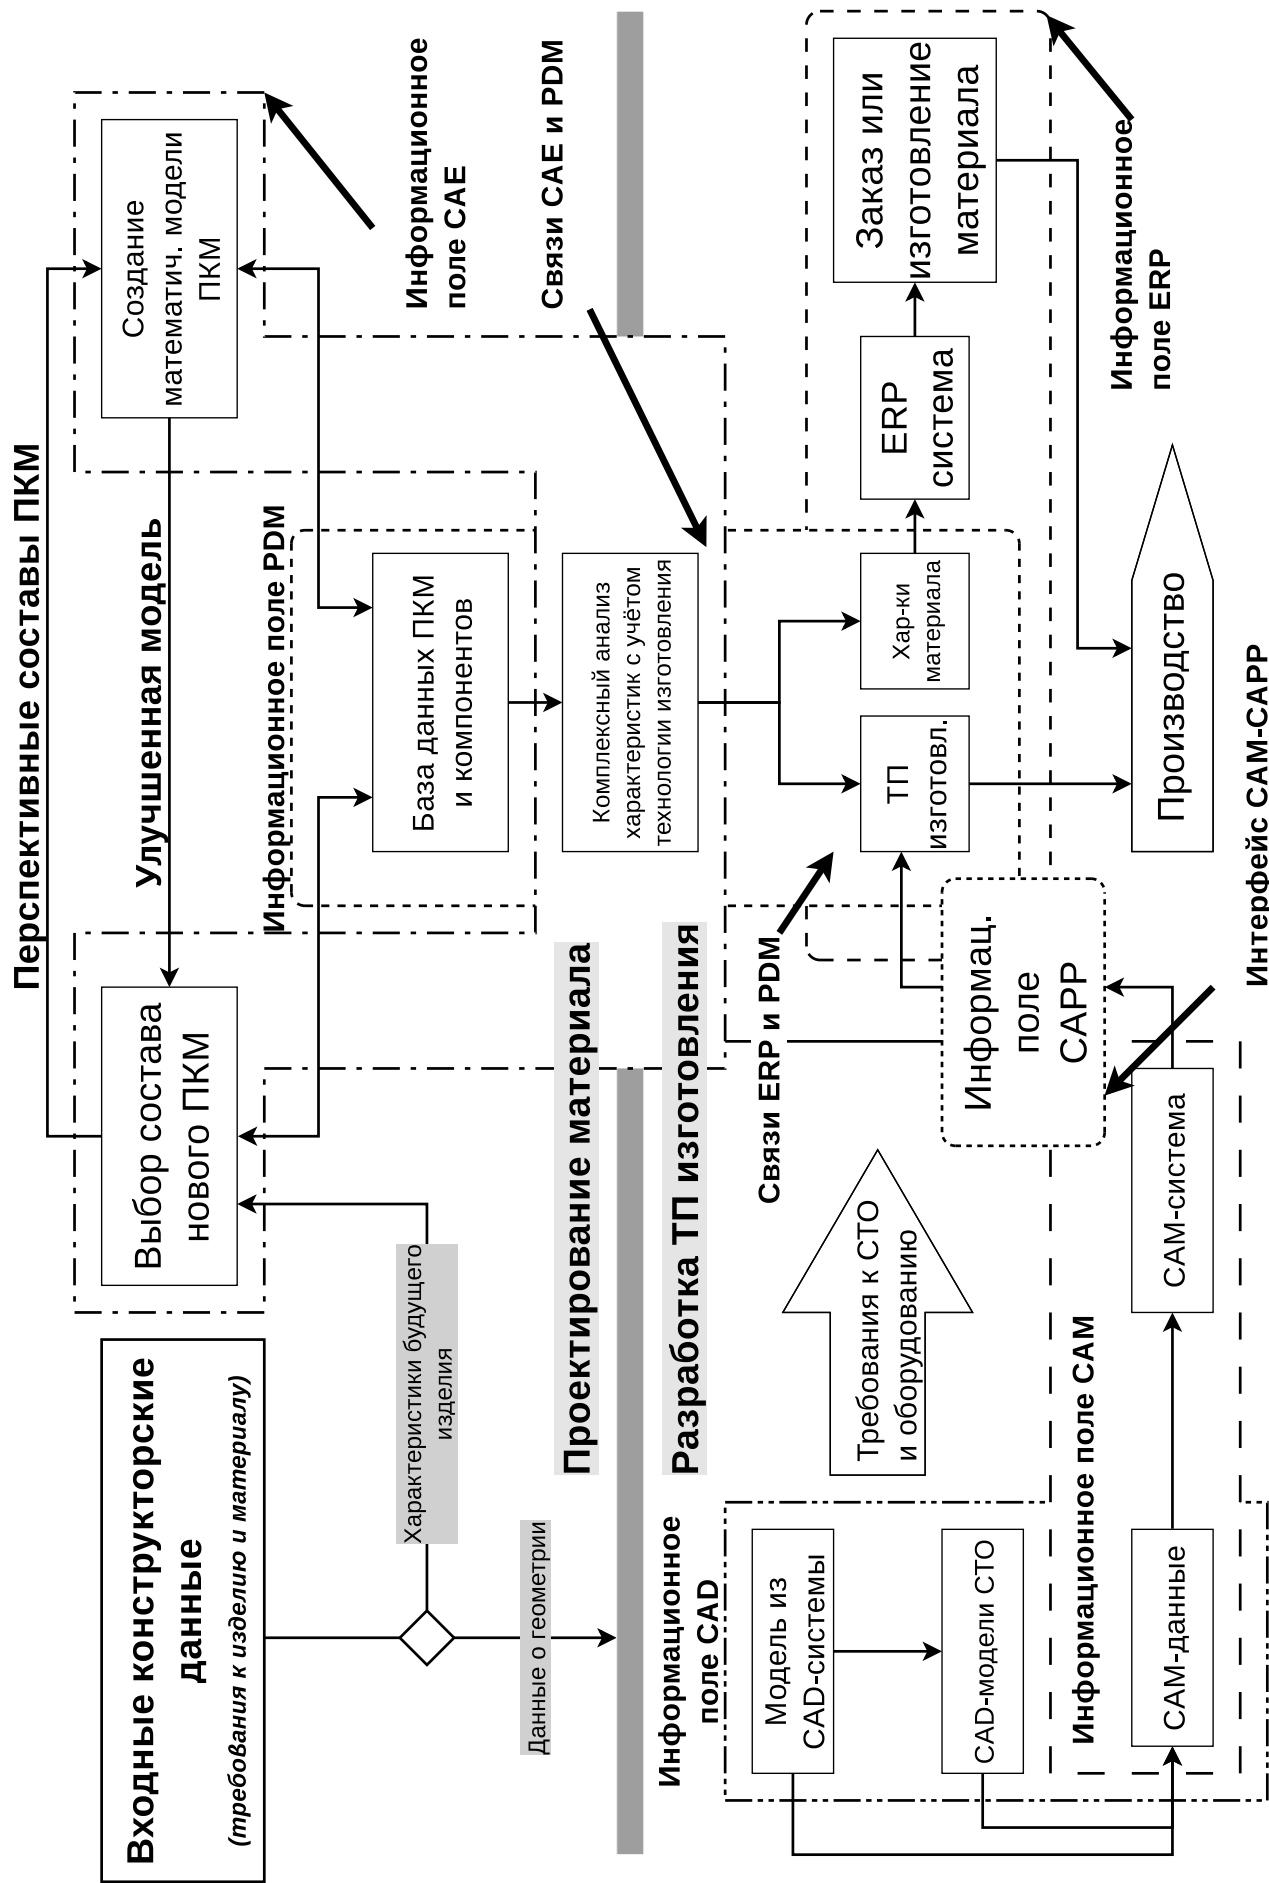 Входные конструкторские
данные
(требования к изделию и материалу)
Перспективные составы ПКМ
Выбор состава
нового ПКМ
Улучшенная модель
Создание
математич. модели
ПКМ
Информационное поле PDM
База данных ПКМ
и компонентов
Характеристики будущего
изделия
Информационное
поле CAE
Данные о геометрии
Проектирование материала
Комплексный анализ
характеристик с учётом
технологии изготовления
Связи CAE и PDM
Разработка ТП изготовления
Информационное
поле CAD
Модель из
CAD-системы
CAD-модели СТО
Требования к СТО
и оборудованию
Связи ERP и PDM
ТП
изготовл.
Хар-ки
материала
ERP
система
Заказ или
изготовление
материала
Информац.
поле
CAPP
Информационное поле CAM
CAM-данные
CAM-система
Производство
Информационное
поле ERP
Интерфейс CAM-CAPP